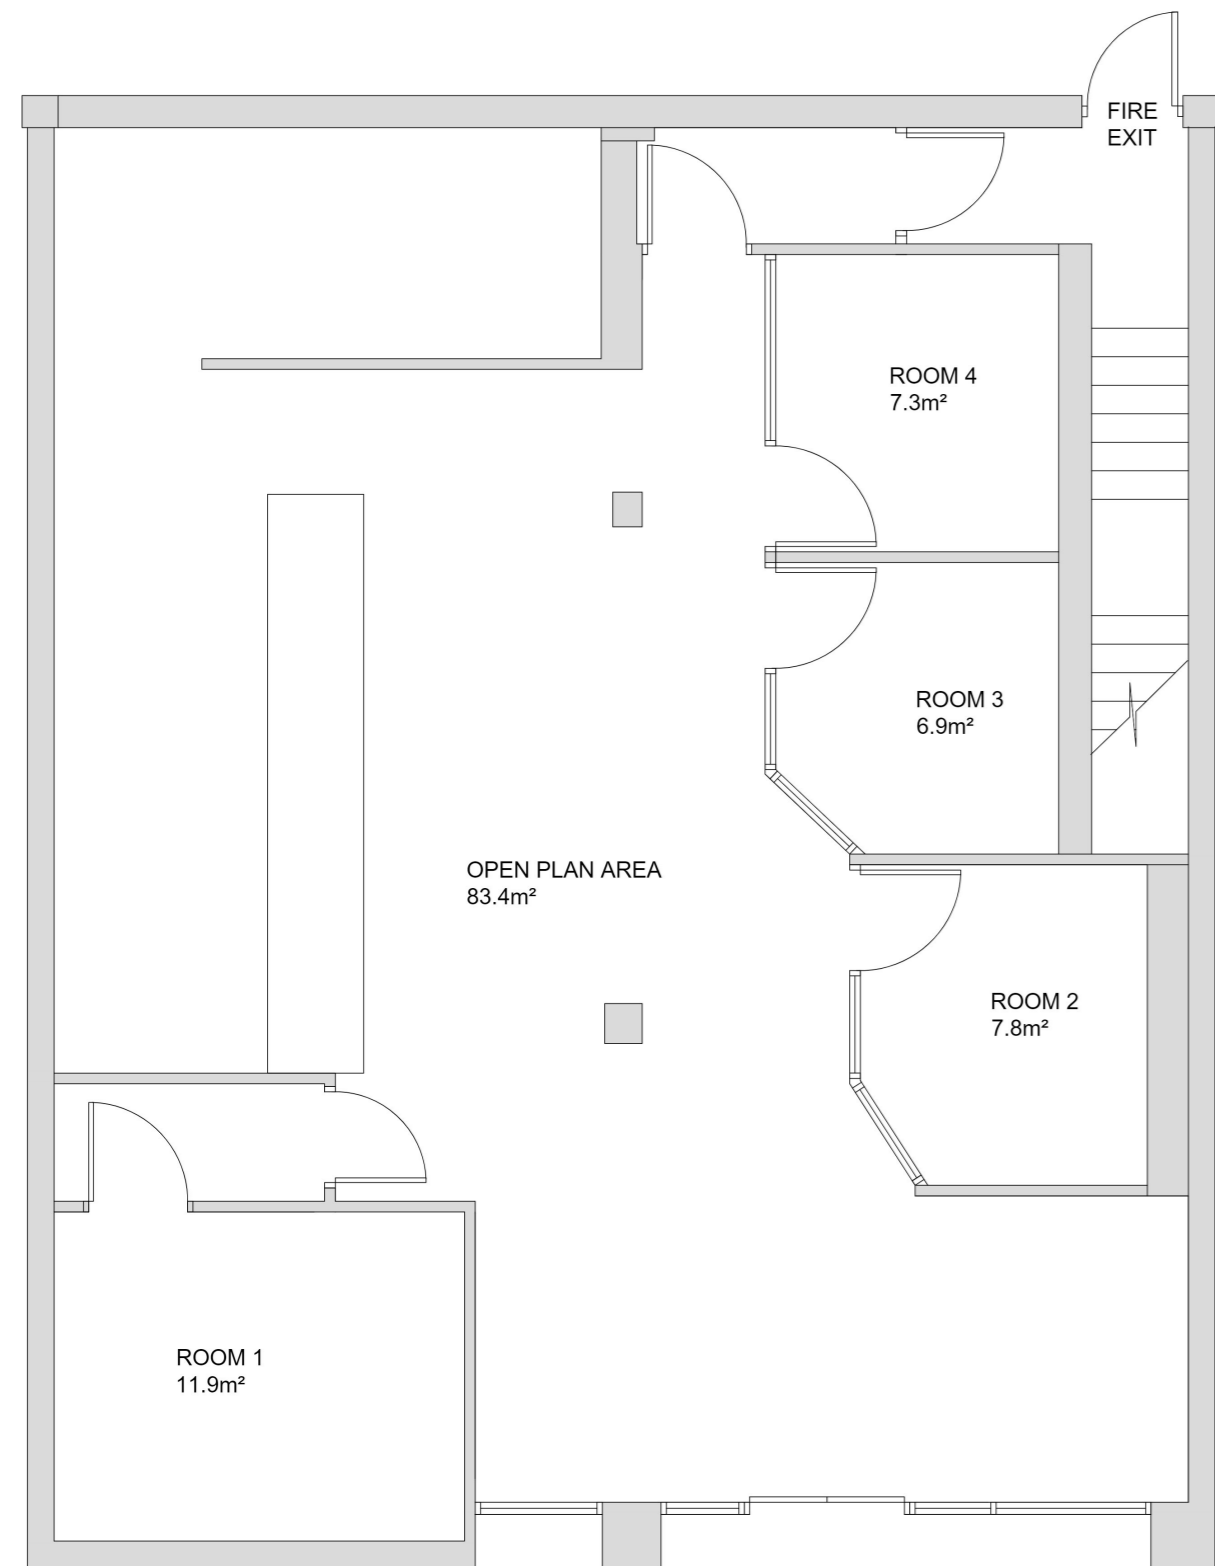 FIRE
EXIT
ROOM 4
7.3m²
ROOM 3
6.9m²
OPEN PLAN AREA
83.4m²
ROOM 2
7.8m²
ROOM 1
11.9m²